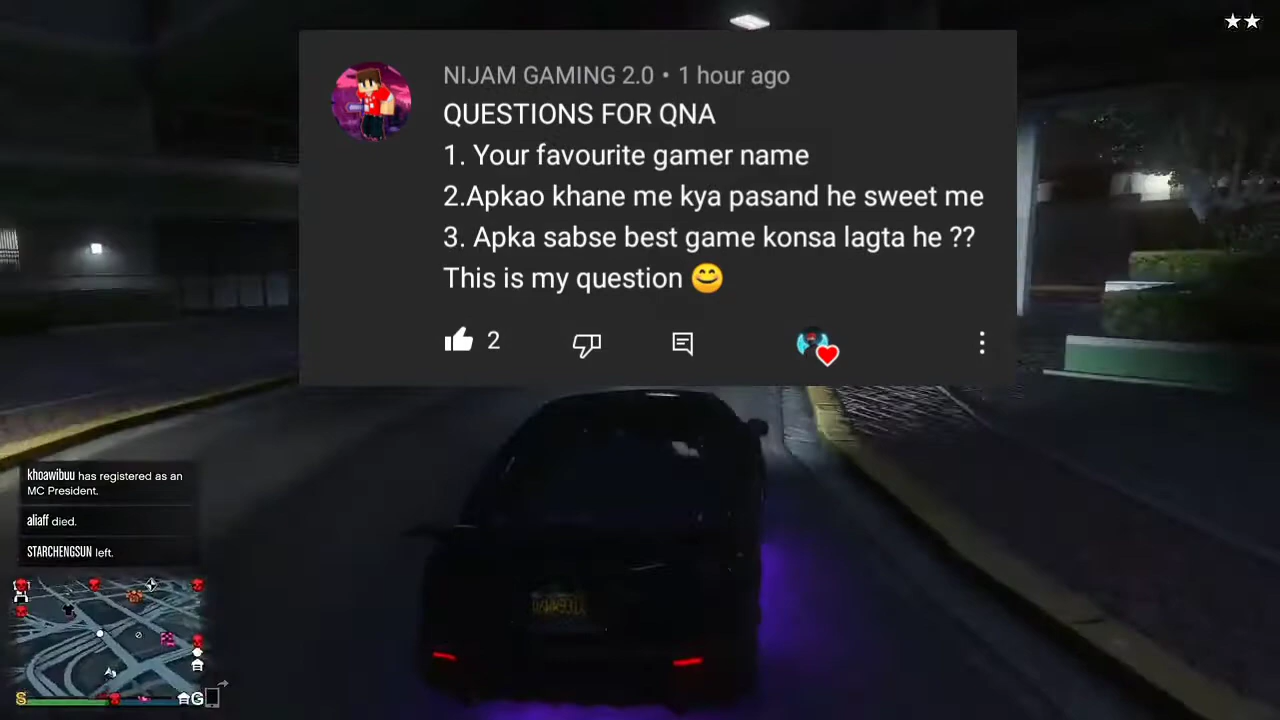 NIJAM GAMING 2.0 • 1 hour ago
QUESTIONS FOR QNA
1. Your favourite gamer name
2.Apkao khane me kya pasand he sweet me
3. Apka sabse best game konsa lagta he ??
This is my question 😊
2
khoawibuu has registered as an
MC President.
aliaff died.
STARCHENGSUN left.
S
G